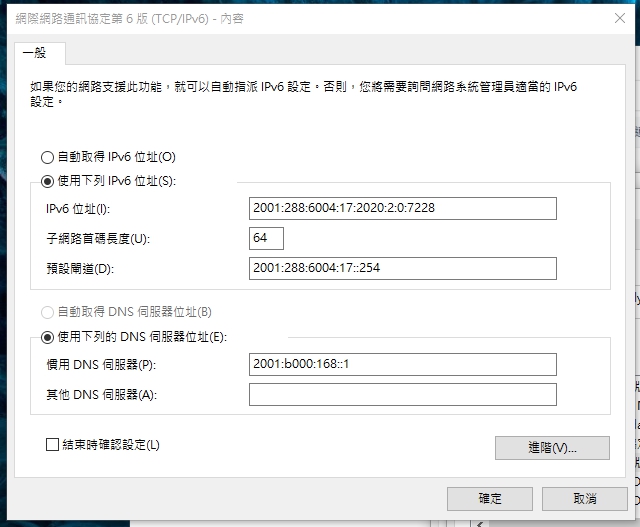 網際網路通訊協定第 6 版 (TCP/IPv6) - 內容
一般
如果您的網路支援此功能，就可以自動指派 IPv6 設定。否則，您將需要詢問網路系統管理員適當的 IPv6
設定。
自動取得 IPv6 位址(O)
使用下列 IPv6 位址(S):
IPv6 位址(I):
2001:288:6004:17:2020:2:0:7228
子網路首碼長度(U):
64
預設閘道(D):
2001:288:6004:17::254
自動取得 DNS 伺服器位址(B)
使用下列的 DNS 伺服器位址(E):
慣用 DNS 伺服器(P):
2001:b000:168::1
其他 DNS 伺服器(A):
結束時確認設定(L)
進階(V)...
確定
取消